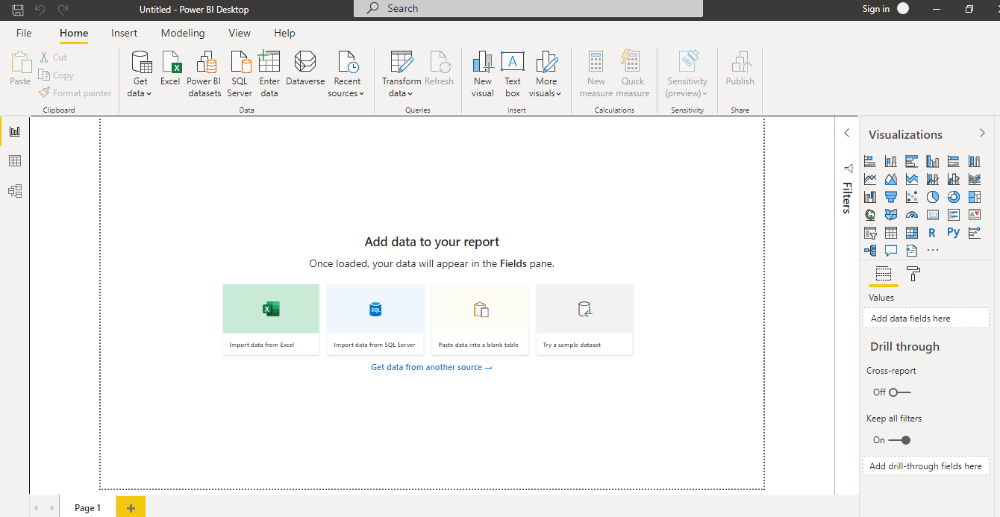 Untitled - Power BI Desktop
Search
Sign in
File Home Insert Modeling View Help
Paste
Cut
Copy
Format painter
Clipboard
Get data
Excel
Power BI datasets
SQL Server
Enter data
Dataverse
Recent sources
Data
Transform data
Refresh
Queries
New visual
Text box
More visuals
Insert
New measure
Quick measure
Calculations
Sensitivity (preview)
Sensitivity
Publish
Share
Add data to your report
Once loaded, your data will appear in the Fields pane.
Import data from Excel
SQL
Import data from SQL Server
Paste data into a blank table
Try a sample dataset
Get data from another source →
Filters
Visualizations
123
R
Py
Values
Add data fields here
Drill through
Cross-report
Off
Keep all filters
On
Add drill-through fields here
Page 1